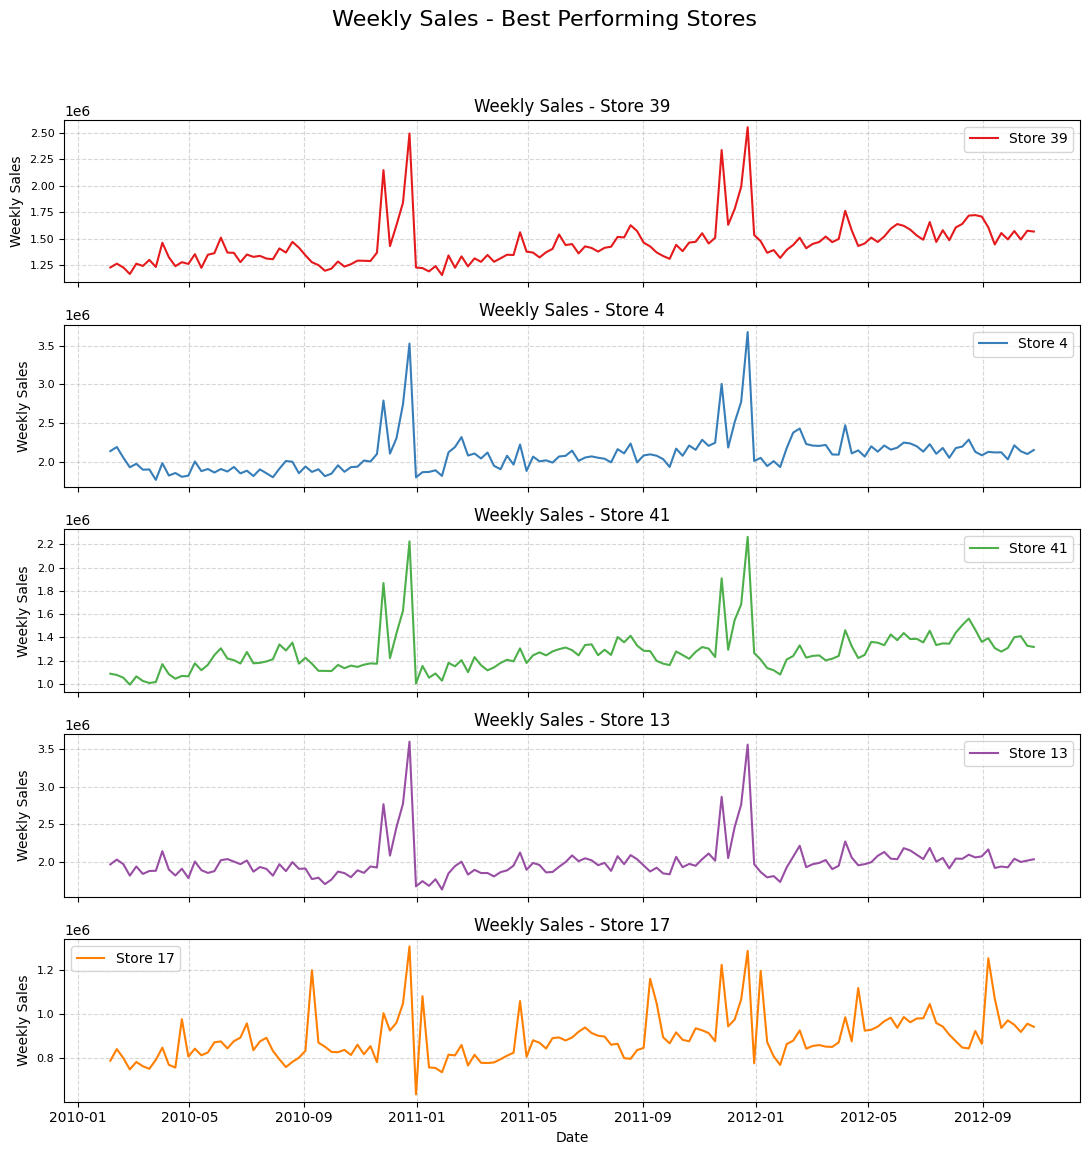 Weekly Sales - Best Performing Stores
Weekly Sales - Store 39
1e6
Store 39
Weekly Sales
2.50
2.25
2.00
1.75
1.50
1.25
Weekly Sales - Store 4
1e6
Store 4
Weekly Sales
3.5
3.0
2.5
2.0
Weekly Sales - Store 41
1e6
Store 41
Weekly Sales
2.2
2.0
1.8
1.6
1.4
1.2
1.0
Weekly Sales - Store 13
1e6
Store 13
Weekly Sales
3.5
3.0
2.5
2.0
Weekly Sales - Store 17
1e6
Store 17
Weekly Sales
1.2
1.0
0.8
2010-01 2010-05 2010-09 2011-01 2011-05 2011-09 2012-01 2012-05 2012-09
Date